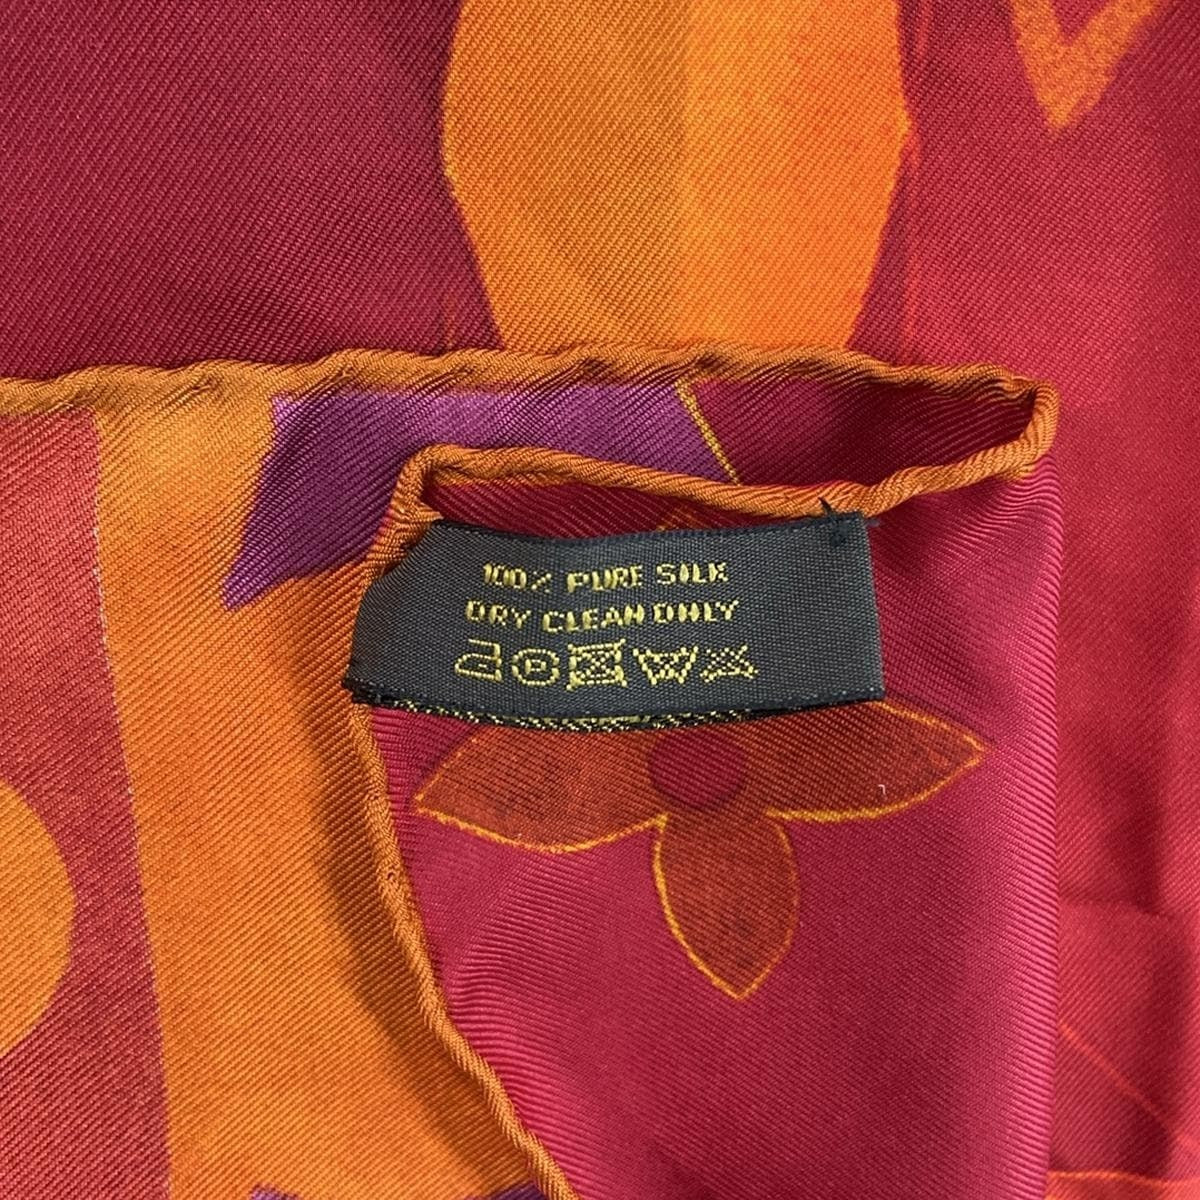 100% PURE SILK
DRY CLEAN ONLY
P